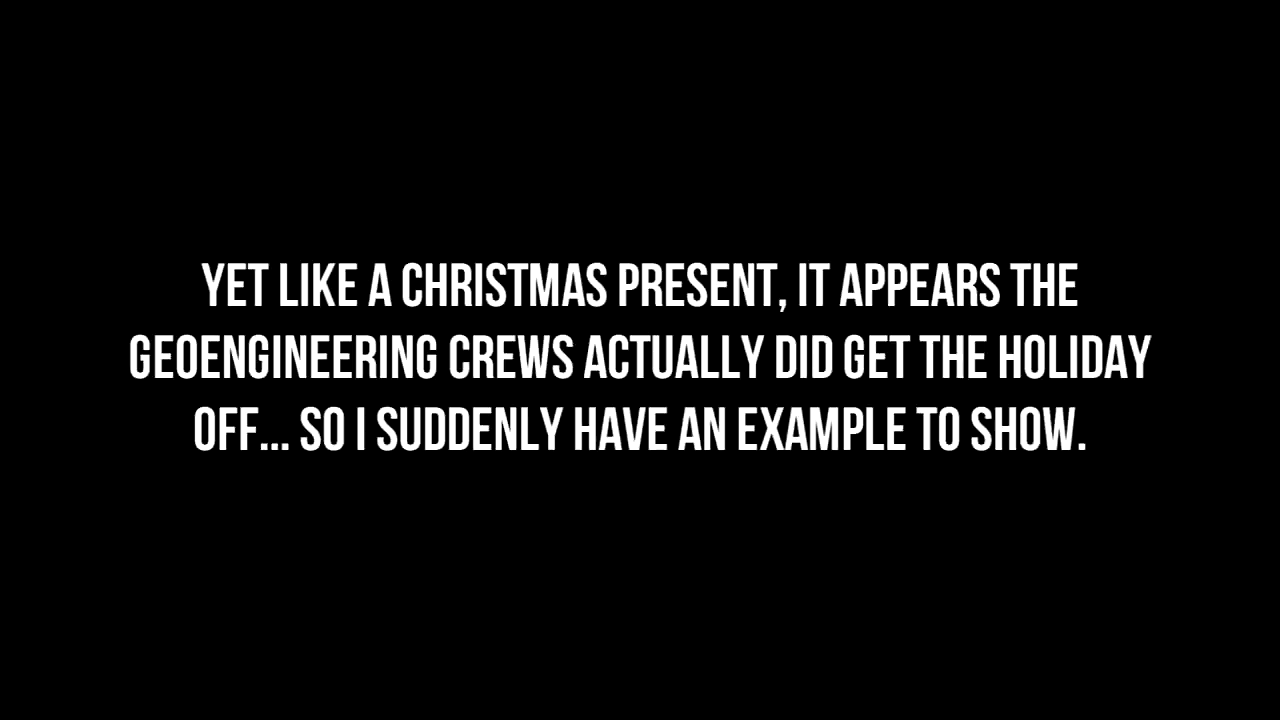 YET LIKE A CHRISTMAS PRESENT, IT APPEARS THE
GEOENGINEERING CREWS ACTUALLY DID GET THE HOLIDAY
OFF... SO I SUDDENLY HAVE AN EXAMPLE TO SHOW.